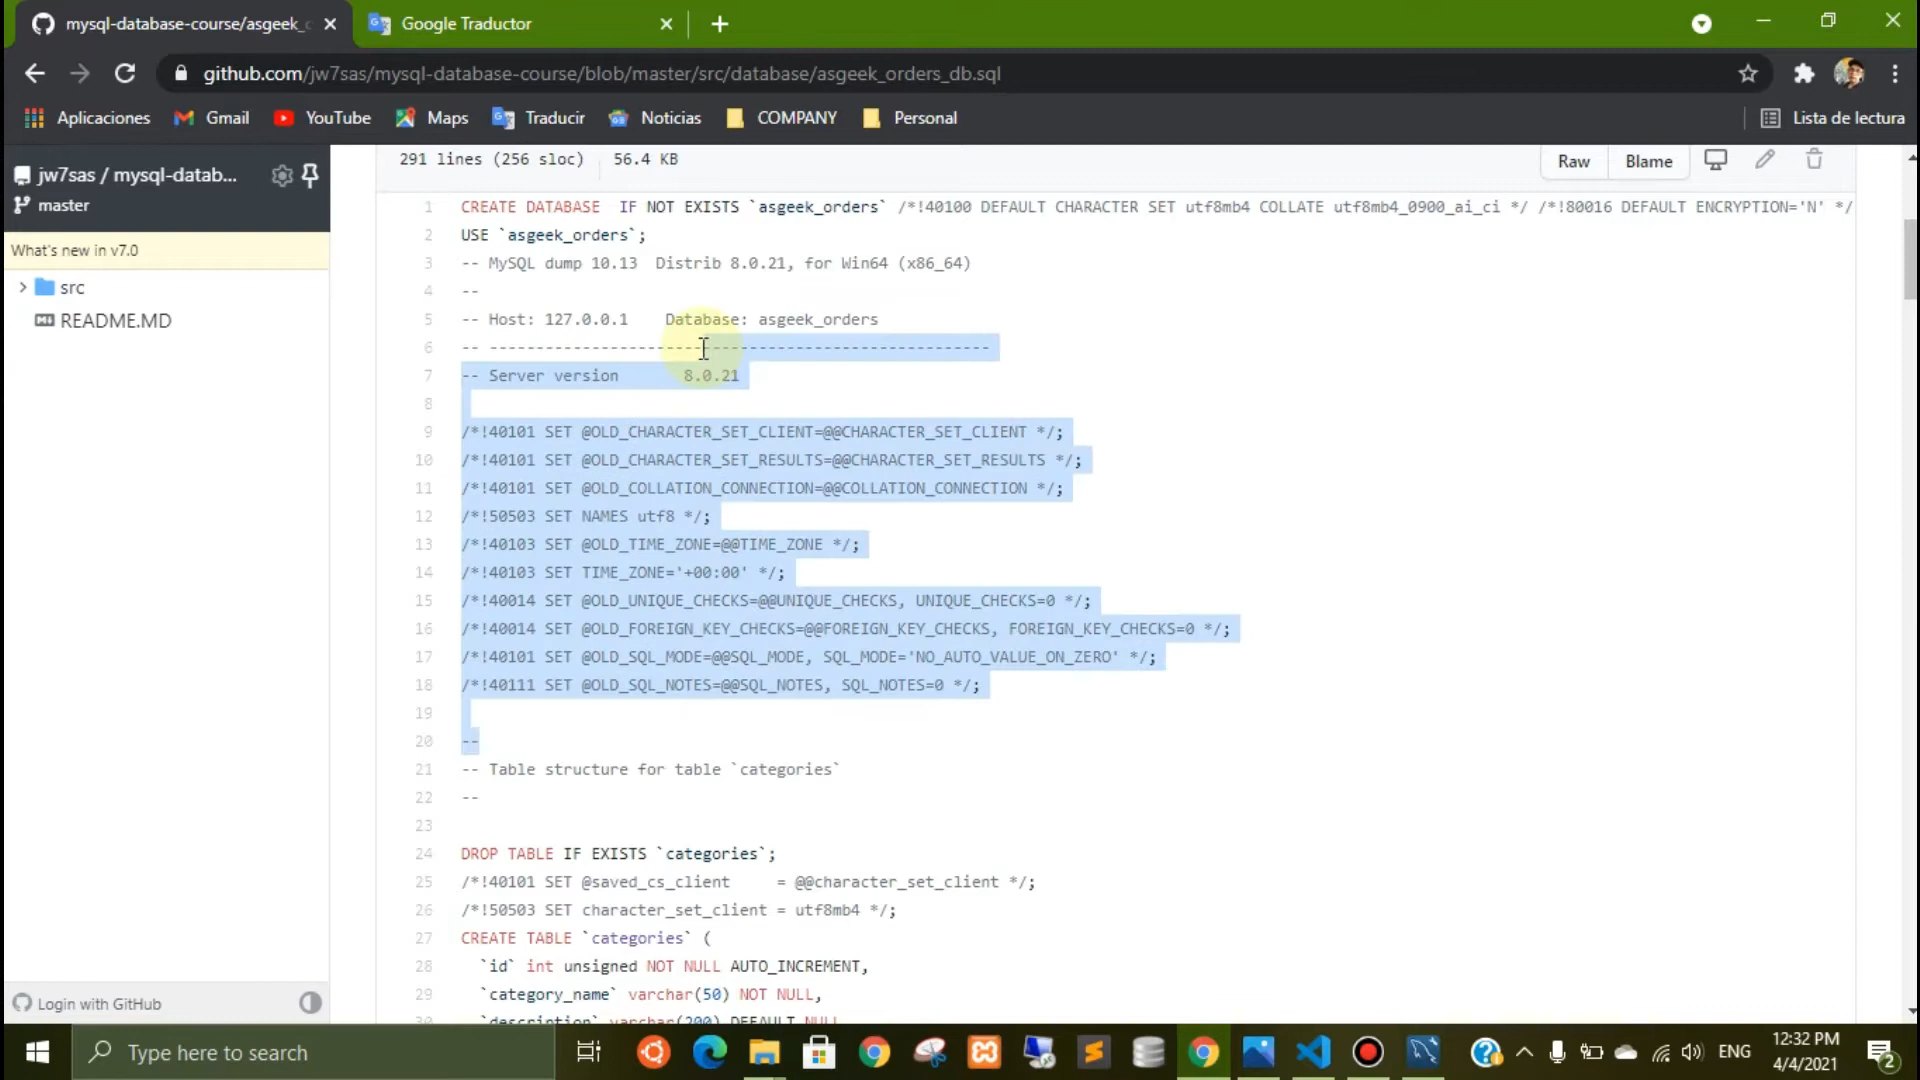 mysql-database-course/asgeek_c
Google Traductor
github.com/jw7sas/mysql-database-course/blob/master/src/database/asgeek_orders_db.sql
Aplicaciones
Gmail
YouTube
Maps
Traducir
Noticias
COMPANY
Personal
Lista de lectura
jw7sas / mysql-datab...
master
What's new in v7.0
src
README.MD
Login with GitHub
291 lines (256 sloc)
56.4 KB
Raw
Blame
1 CREATE DATABASE  IF NOT EXISTS `asgeek_orders` /*!40100 DEFAULT CHARACTER SET utf8mb4 COLLATE utf8mb4_0900_ai_ci */ /*!80016 DEFAULT ENCRYPTION='N' */
2 USE `asgeek_orders`;
3 -- MySQL dump 10.13  Distrib 8.0.21, for Win64 (x86_64)
4 --
5 -- Host: 127.0.0.1    Database: asgeek_orders
6 -- ------------------------------------------------------
7 -- Server version	8.0.21
8
9 /*!40101 SET @OLD_CHARACTER_SET_CLIENT=@@CHARACTER_SET_CLIENT */;
10 /*!40101 SET @OLD_CHARACTER_SET_RESULTS=@@CHARACTER_SET_RESULTS */;
11 /*!40101 SET @OLD_COLLATION_CONNECTION=@@COLLATION_CONNECTION */;
12 /*!50503 SET NAMES utf8 */;
13 /*!40103 SET @OLD_TIME_ZONE=@@TIME_ZONE */;
14 /*!40103 SET TIME_ZONE='+00:00' */;
15 /*!40014 SET @OLD_UNIQUE_CHECKS=@@UNIQUE_CHECKS, UNIQUE_CHECKS=0 */;
16 /*!40014 SET @OLD_FOREIGN_KEY_CHECKS=@@FOREIGN_KEY_CHECKS, FOREIGN_KEY_CHECKS=0 */;
17 /*!40101 SET @OLD_SQL_MODE=@@SQL_MODE, SQL_MODE='NO_AUTO_VALUE_ON_ZERO' */;
18 /*!40111 SET @OLD_SQL_NOTES=@@SQL_NOTES, SQL_NOTES=0 */;
19
20 --
21 -- Table structure for table `categories`
22 --
23
24 DROP TABLE IF EXISTS `categories`;
25 /*!40101 SET @saved_cs_client     = @@character_set_client */;
26 /*!50503 SET character_set_client = utf8mb4 */;
27 CREATE TABLE `categories` (
28   `id` int unsigned NOT NULL AUTO_INCREMENT,
29   `category_name` varchar(50) NOT NULL,
30   `description` varchar(200) DEFAULT NULL
Type here to search
ENG
12:32 PM
4/4/2021
2